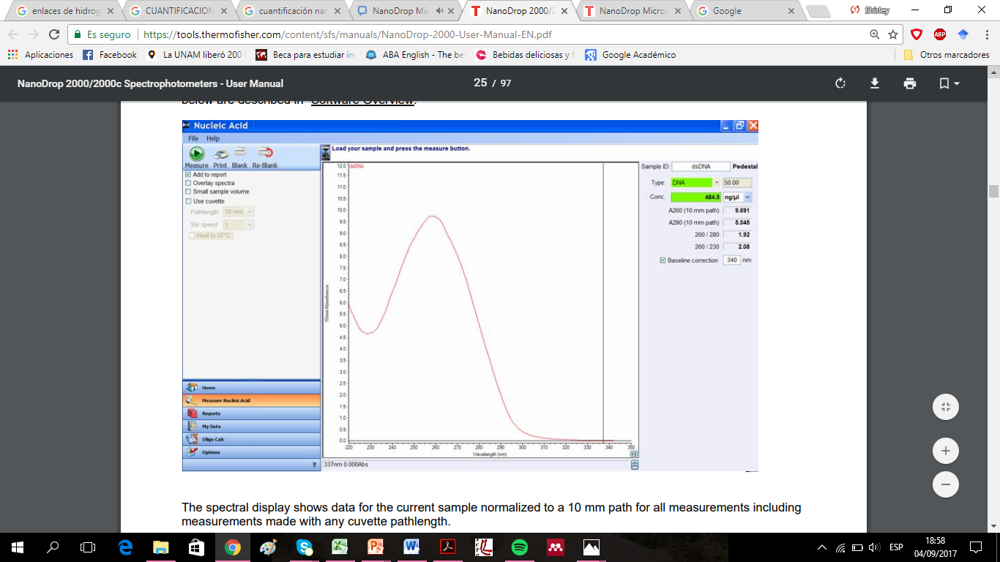 enlaces de hidrog
CUANTIFICACION
cuantificación nan
NanoDrop Mic
NanoDrop 2000/2
NanoDrop Microv
Google
Shirley
Es seguro
https://tools.thermofisher.com/content/sfs/manuals/NanoDrop-2000-User-Manual-EN.pdf
Aplicaciones
Facebook
La UNAM liberó 200
Beca para estudiar in
ABA English - The be
Bebidas deliciosas y f
Google Académico
Otros marcadores
NanoDrop 2000/2000c Spectrophotometers - User Manual
25 / 97
below are described in Software Overview.
Nucleic Acid
File Help
Measure Print Blank Re-Blank
Add to report
Overlay spectra
Small sample volume
Use cuvette
Pathlength: 10 mm
Stir speed: 1
Heat to 37°C
Home
Measure Nucleic Acid
Reports
My Data
Oligo Calc
Options
Load your sample and press the measure button.
dsDNA
12.0
11.5
11.0
10.5
10.0
9.5
9.0
8.5
8.0
7.5
7.0
6.5
6.0
5.5
5.0
4.5
4.0
3.5
3.0
2.5
2.0
1.5
1.0
0.5
0.0
10mm Absorbance
220 230 240 250 260 270 280 290 300 310 320 330 340 350
Wavelength (nm)
337nm 0.000Abs
Sample ID: dsDNA Pedestal
Type: DNA 50.00
Conc. 484.5 ng/µl
A260 (10 mm path) 9.691
A280 (10 mm path) 5.045
260 / 280 1.92
260 / 230 2.08
Baseline correction 340 nm
The spectral display shows data for the current sample normalized to a 10 mm path for all measurements including
measurements made with any cuvette pathlength.
ESP
18:58
04/09/2017